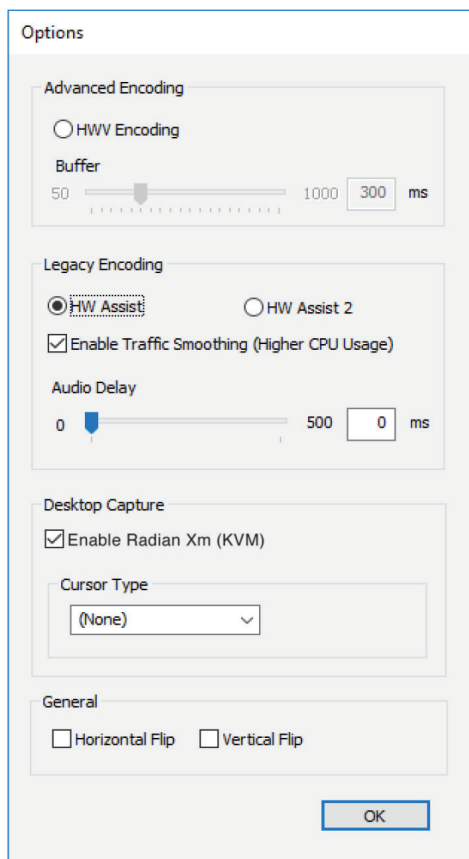 Options
Advanced Encoding
HWV Encoding
Buffer
50 1000 300 ms
Legacy Encoding
HW Assist HW Assist 2
Enable Traffic Smoothing (Higher CPU Usage)
Audio Delay
0 500 0 ms
Desktop Capture
Enable Radian Xm (KVM)
Cursor Type
(None)
General
Horizontal Flip Vertical Flip
OK